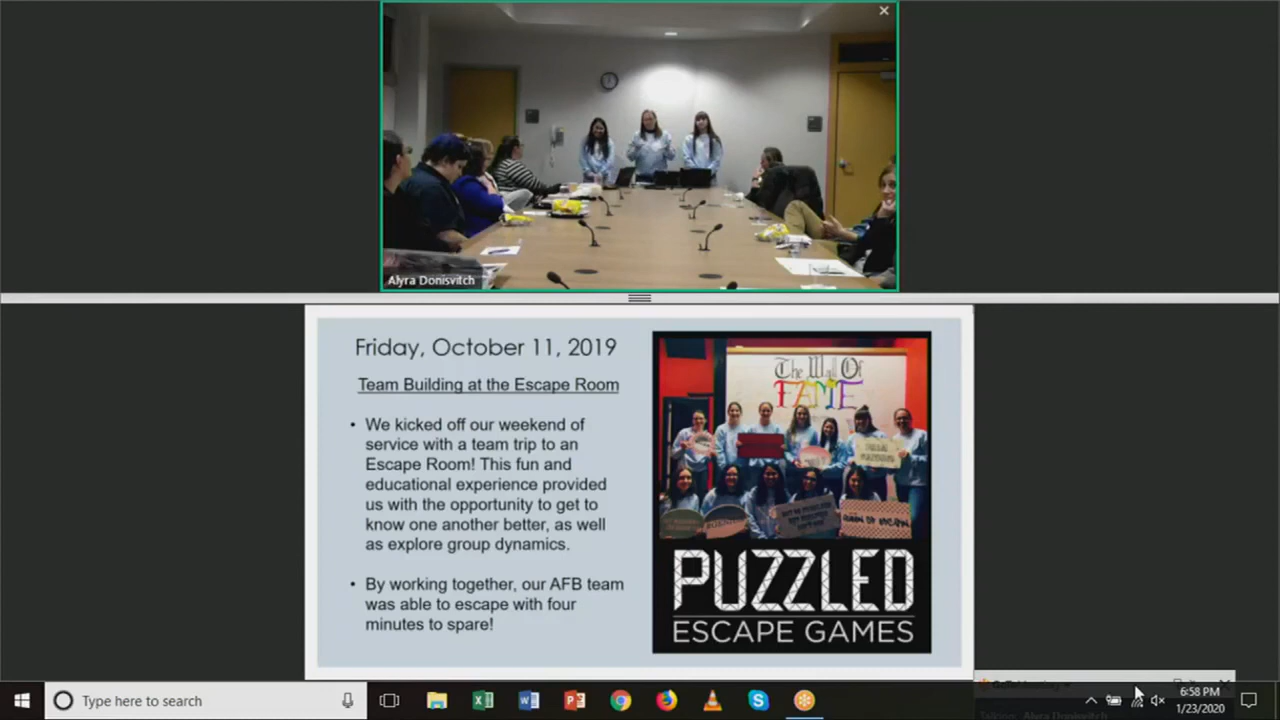 Alyra Donisvitch
Friday, October 11, 2019
Team Building at the Escape Room
• We kicked off our weekend of
service with a team trip to an
Escape Room! This fun and
educational experience provided
us with the opportunity to get to
know one another better, as well
as explore group dynamics.
• By working together, our AFB team
was able to escape with four
minutes to spare!
The Wall Of
FAME
PUZZLED
ESCAPE GAMES
Type here to search
Talking: Alyra Donisvitch
6:58 PM
1/23/2020